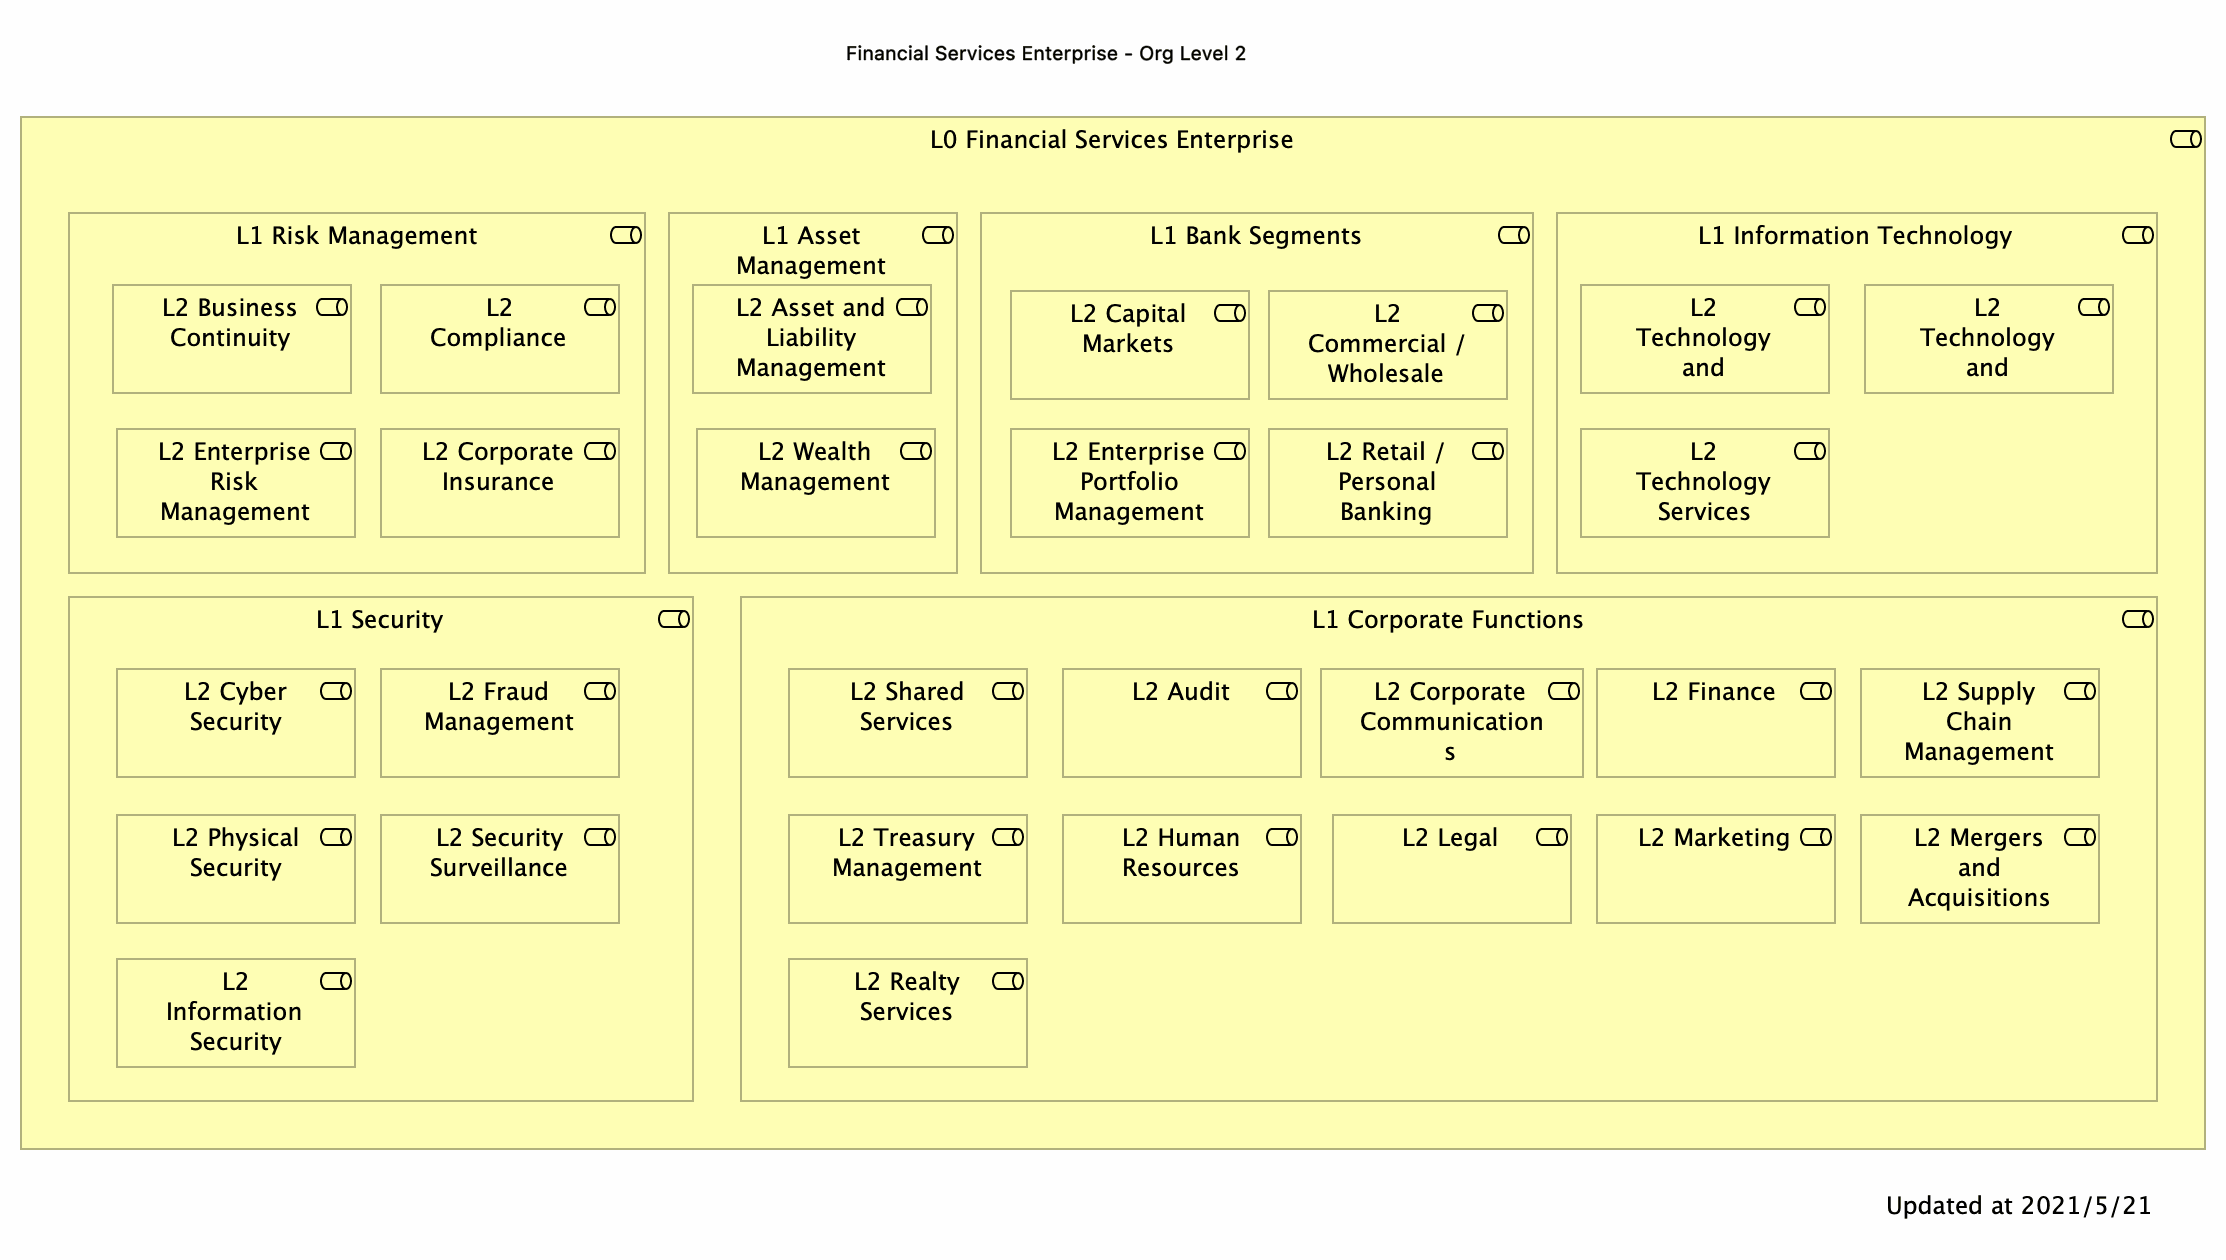 Financial Services Enterprise - Org Level 2
L0 Financial Services Enterprise
L1 Risk Management
L2 Business
Continuity
L2
Compliance
L2 Enterprise
Risk
Management
L2 Corporate
Insurance
L1 Asset
Management
L2 Asset and
Liability
Management
L2 Wealth
Management
L1 Bank Segments
L2 Capital
Markets
L2
Commercial /
Wholesale
L2 Enterprise
Portfolio
Management
L2 Retail /
Personal
Banking
L1 Information Technology
L2
Technology
and
L2
Technology
and
L2
Technology
Services
L1 Security
L2 Cyber
Security
L2 Fraud
Management
L2 Physical
Security
L2 Security
Surveillance
L2
Information
Security
L1 Corporate Functions
L2 Shared
Services
L2 Audit
L2 Corporate
Communication
s
L2 Finance
L2 Supply
Chain
Management
L2 Treasury
Management
L2 Human
Resources
L2 Legal
L2 Marketing
L2 Mergers
and
Acquisitions
L2 Realty
Services
Updated at 2021/5/21